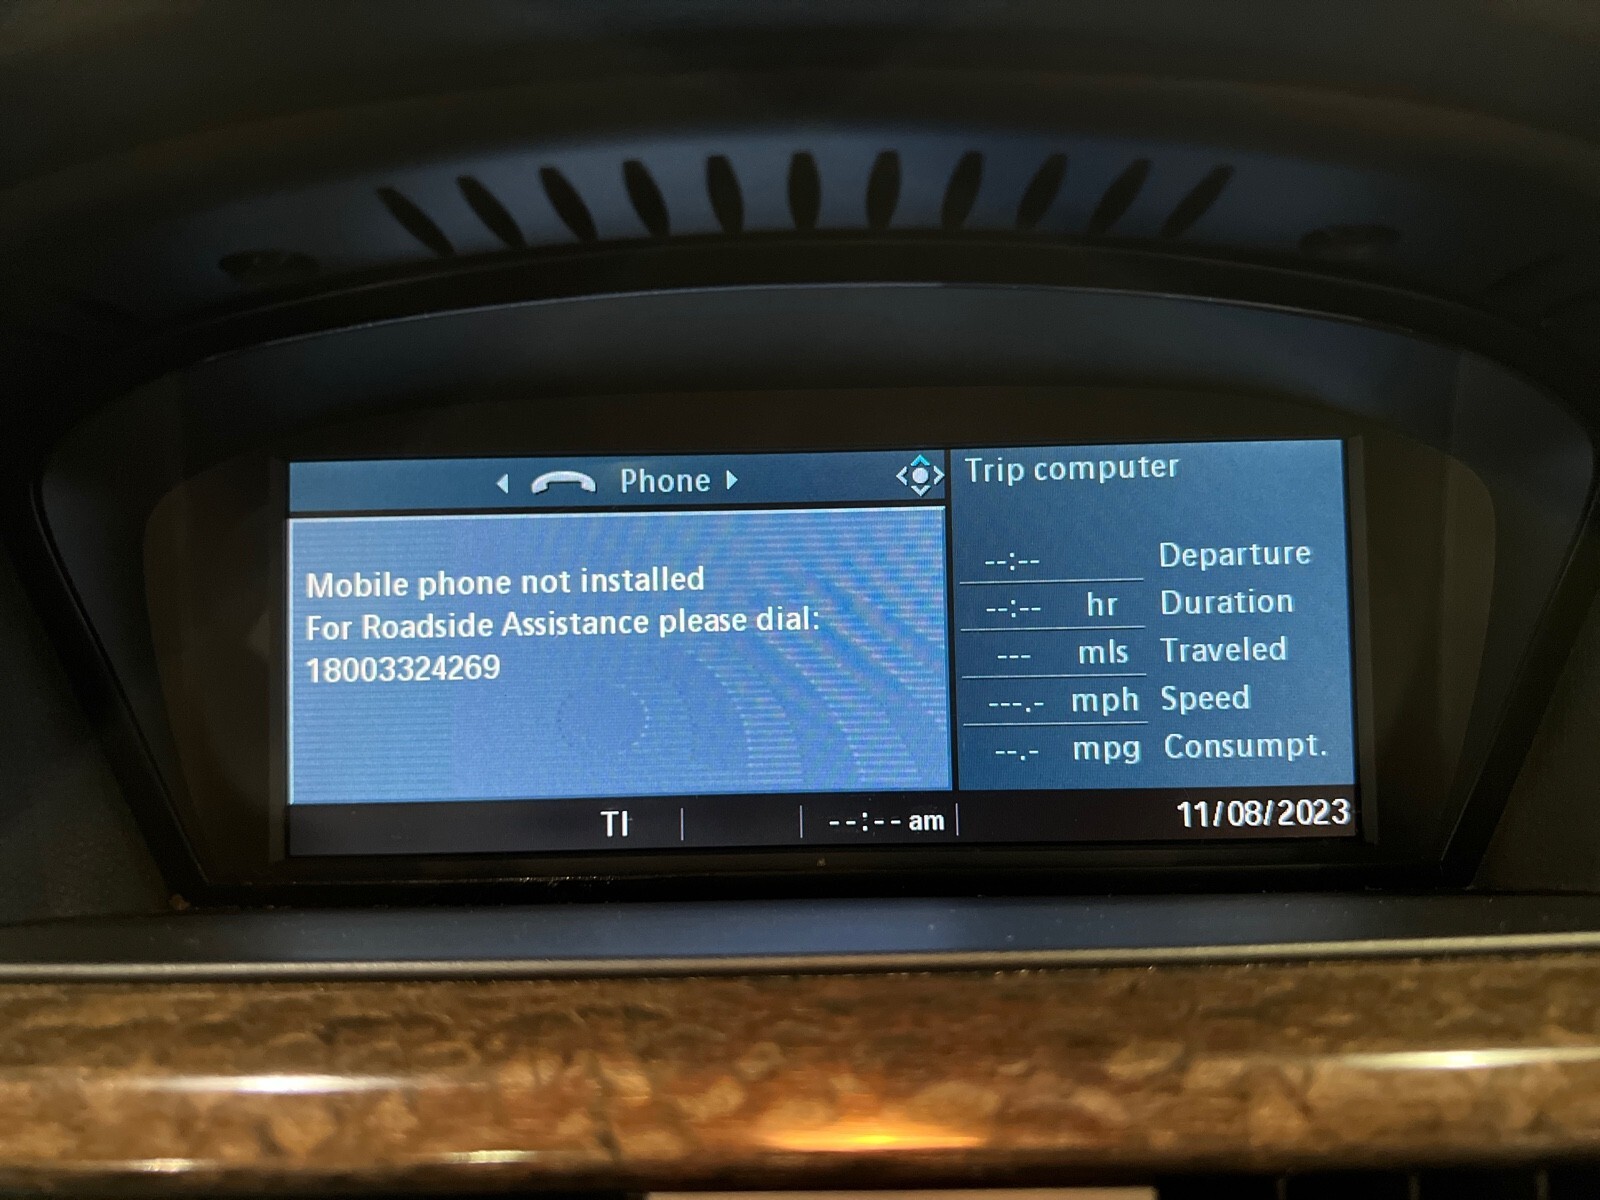 Phone
Mobile phone not installed
For Roadside Assistance please dial:
18003324269
Trip computer
--:-- Departure
--:-- hr Duration
--- mls Traveled
---.- mph Speed
--.- mpg Consumpt.
TI
--:-- am
11/08/2023